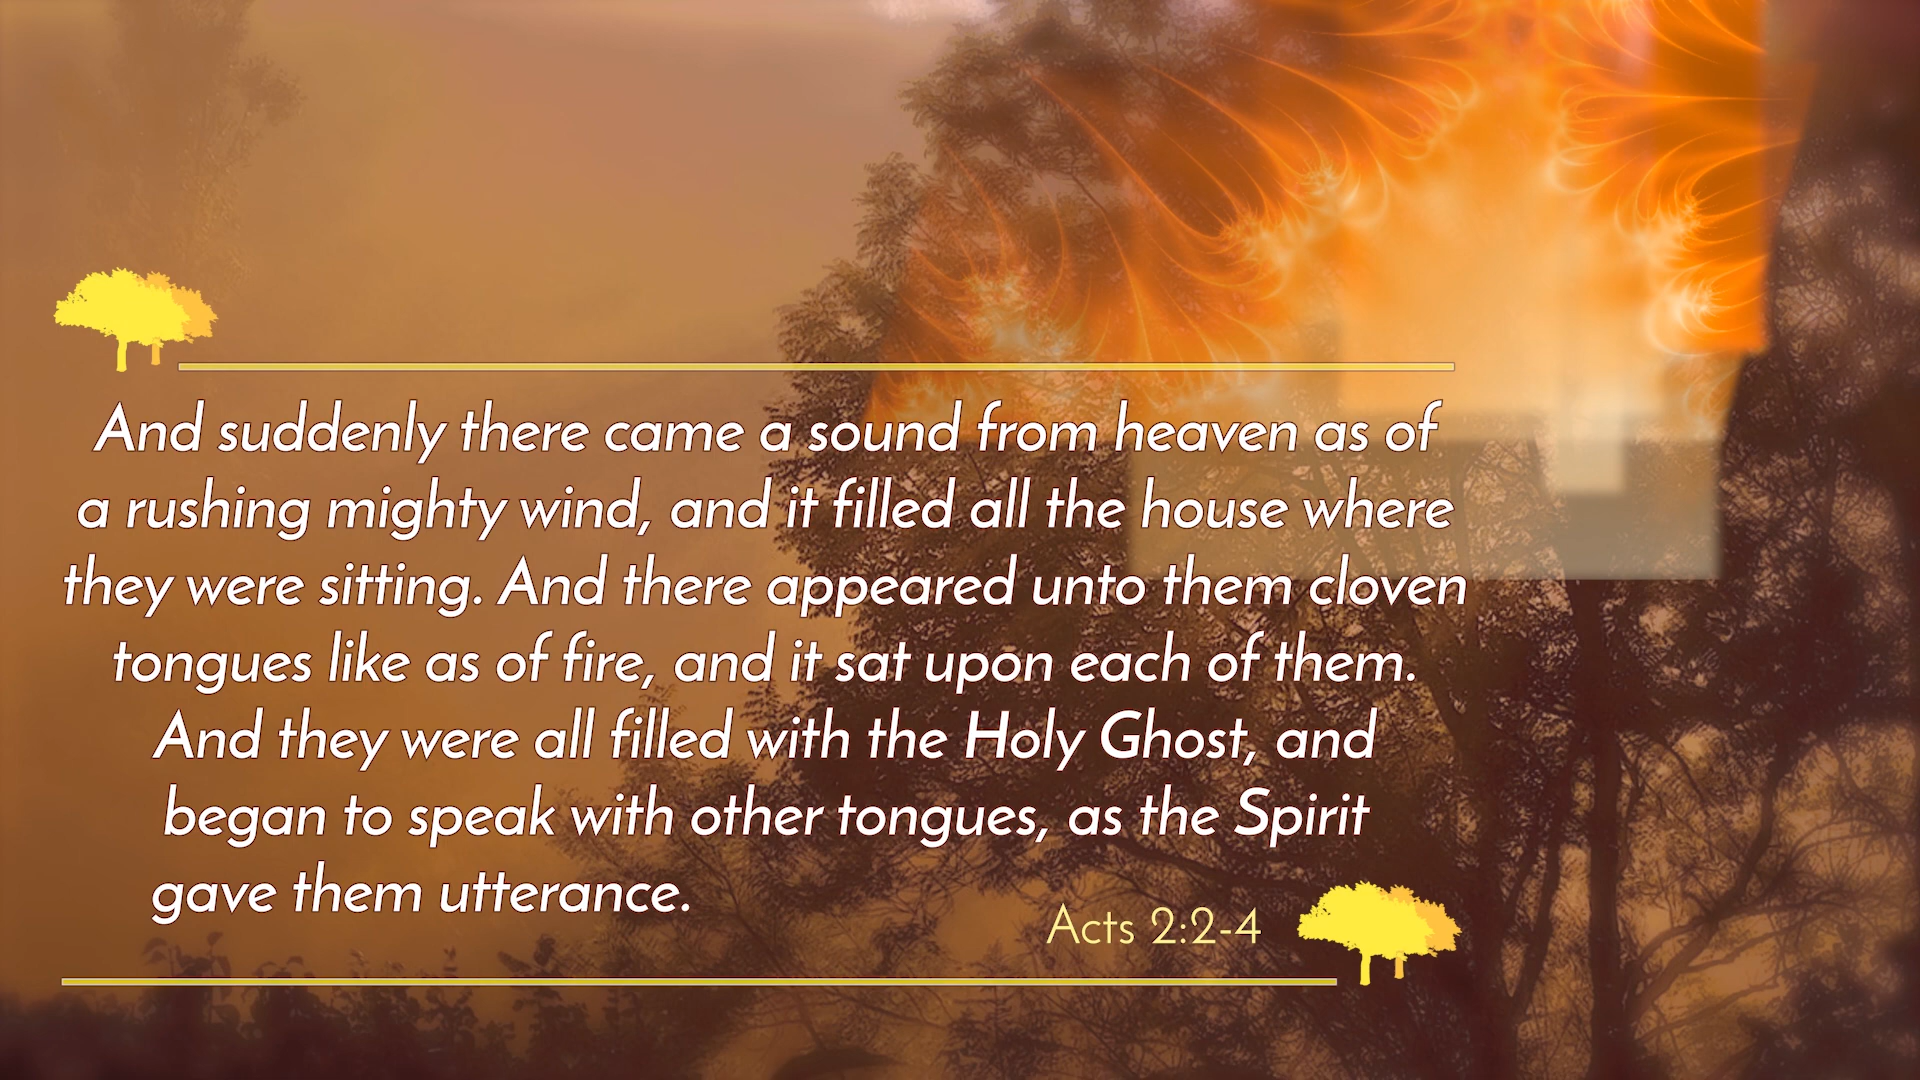 And suddenly there came a sound from heaven as of
a rushing mighty wind, and it filled all the house where
they were sitting. And there appeared unto them cloven
tongues like as of fire, and it sat upon each of them.
And they were all filled with the Holy Ghost, and
began to speak with other tongues, as the Spirit
gave them utterance.
Acts 2:2-4